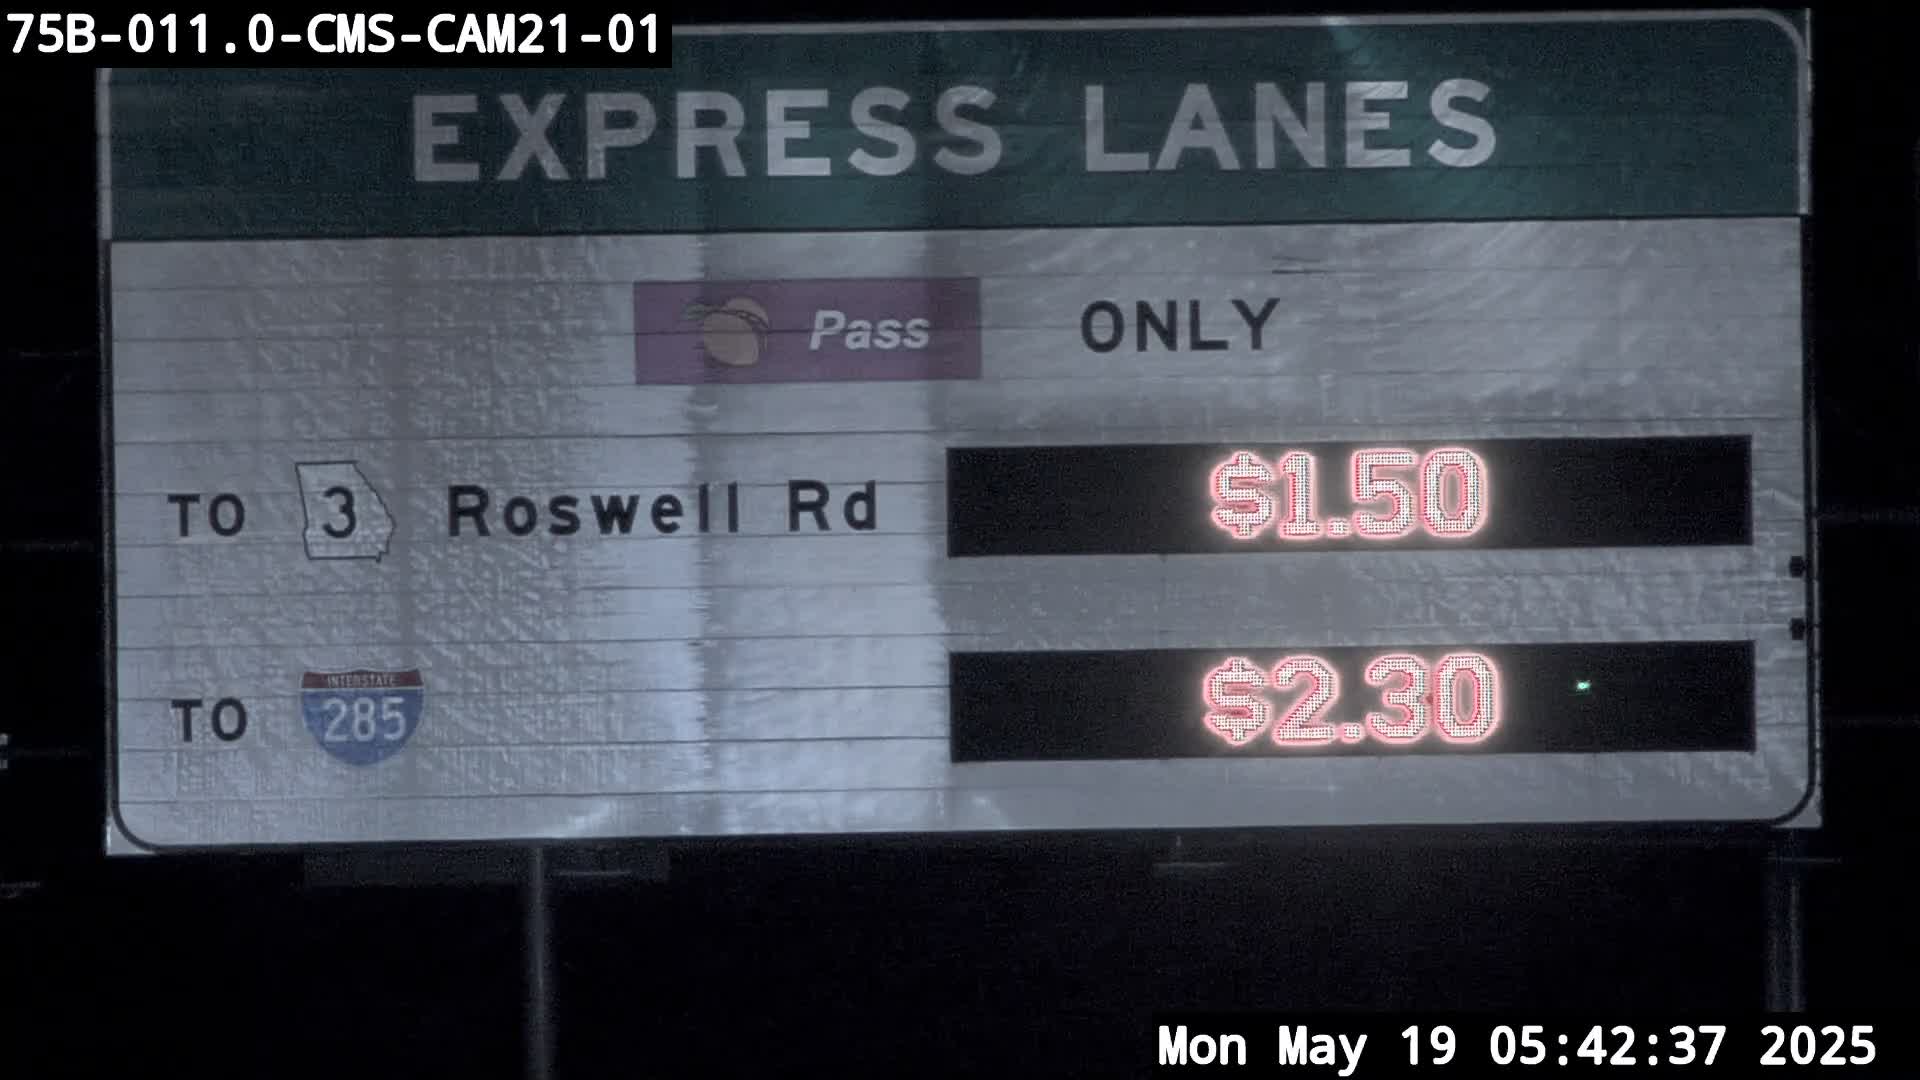 75B-011.0-CMS-CAM21-01
EXPRESS LANES
Pass ONLY
TO 3 Roswell Rd $1.50
INTERSTATE
TO 285 $2.30
Mon May 19 05:42:37 2025